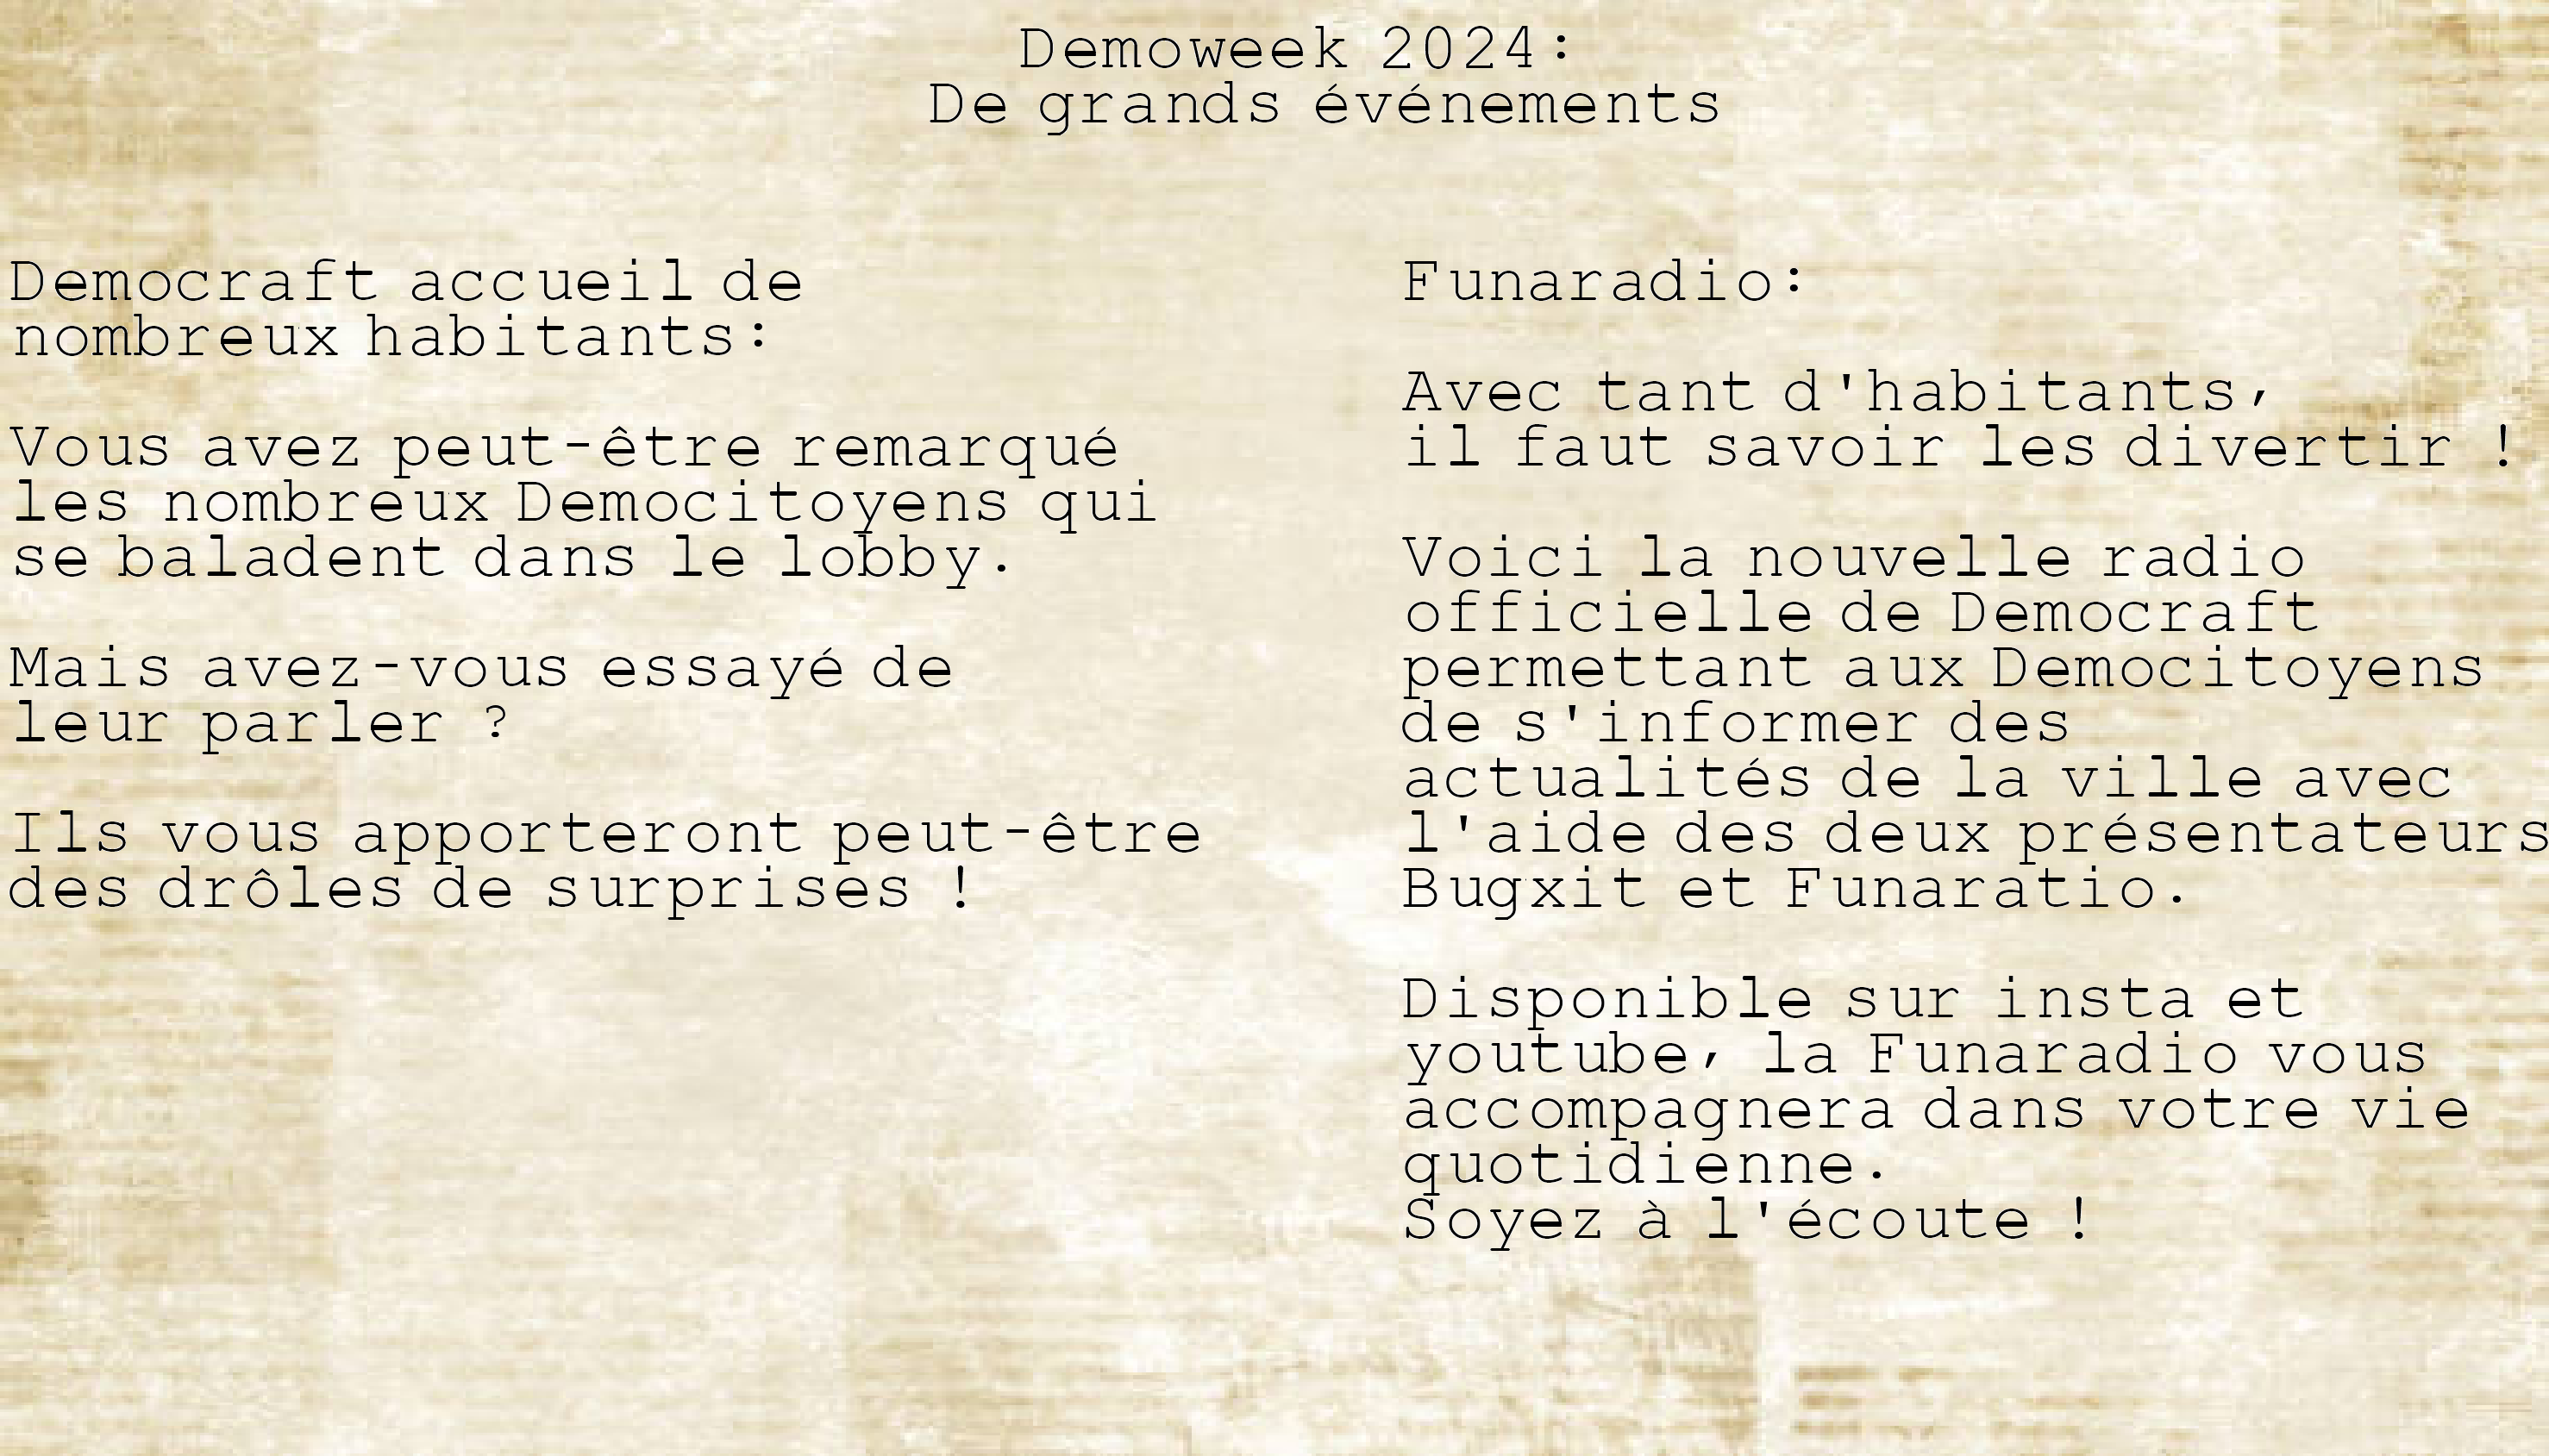 Demoweek 2024:
De grands événements
Democraft accueil de
nombreux habitants:
Vous avez peut-être remarqué
les nombreux Democitoyens qui
se baladent dans le lobby.
Mais avez-vous essayé de
leur parler ?
Ils vous apporteront peut-être
des drôles de surprises !
Funaradio:
Avec tant d'habitants,
il faut savoir les divertir !
Voici la nouvelle radio
officielle de Democraft
permettant aux Democitoyens
de s'informer des
actualités de la ville avec
l'aide des deux présentateurs
Bugxit et Funaratio.
Disponible sur insta et
youtube, la Funaradio vous
accompagnera dans votre vie
quotidienne.
Soyez à l'écoute !